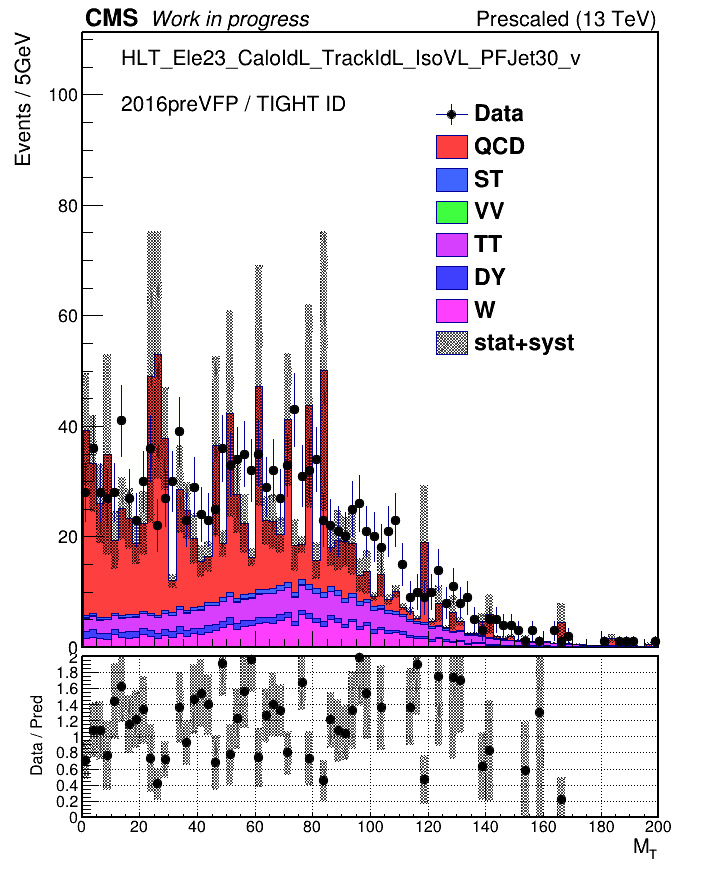 CMS Work in progress Prescaled (13 TeV)
HLT_Ele23_CaloIdL_TrackIdL_IsoVL_PFJet30_v
2016preVFP / TIGHT ID
Events / 5GeV
100
80
60
40
20
0
Data
QCD
ST
VV
TT
DY
W
stat+syst
Data / Pred
2
1.8
1.6
1.4
1.2
1
0.8
0.6
0.4
0.2
0
0 20 40 60 80 100 120 140 160 180 200
M_T